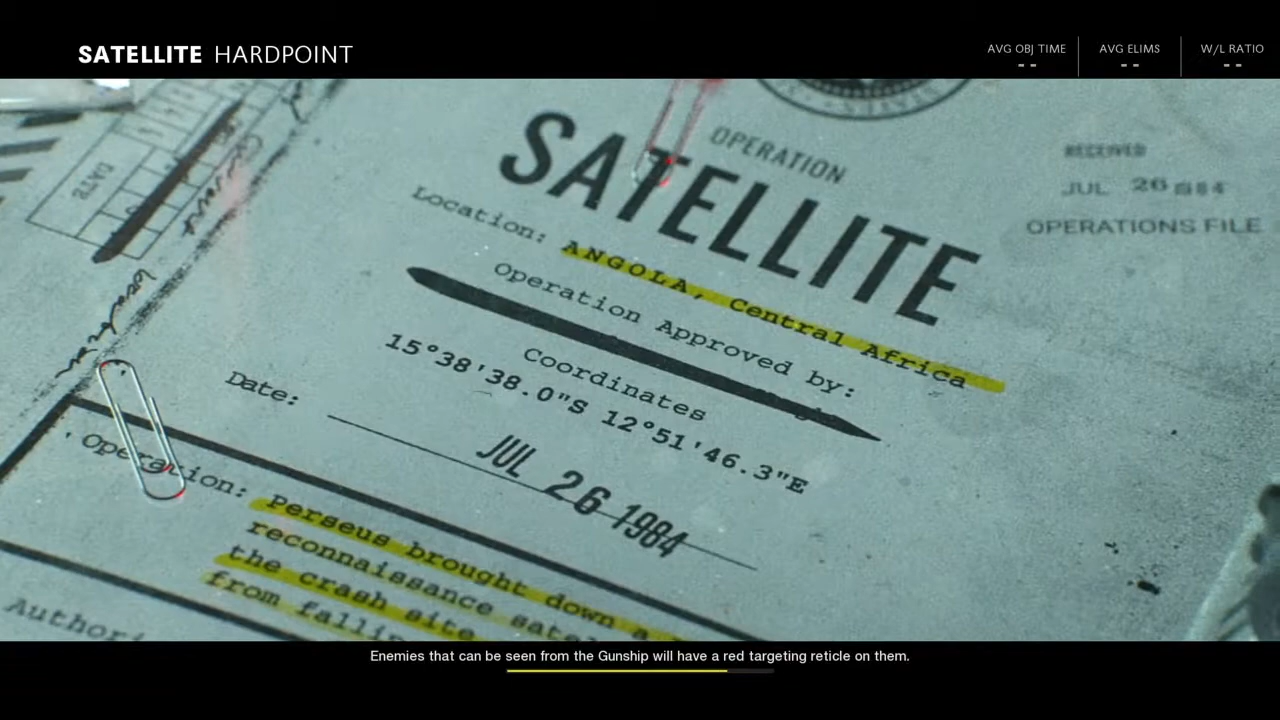 SATELLITE HARDPOINT
AVG OBJ TIME
--
AVG ELIMS
--
W/L RATIO
--
OPERATION
SATELLITE
RECEIVED
JUL 26 1984
OPERATIONS FILE
DATE
Location: ANGOLA, Central Africa
Operation Approved by:
Coordinates
15°38'38.0"S 12°51'46.3"E
Date:
JUL 26 1984
Operation: Perseus brought down a
reconnaissance
the crash site
from
Enemies that can be seen from the Gunship will have a red targeting reticle on them.